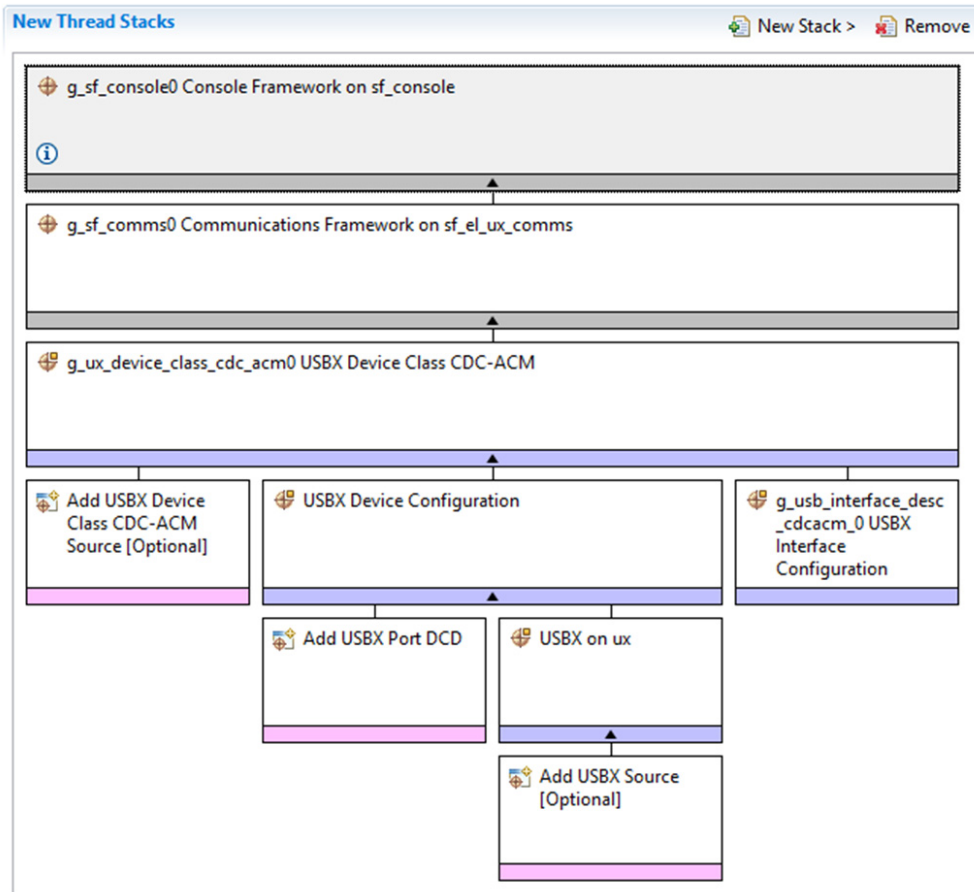 New Thread Stacks
New Stack >
Remove
g_sf_console0 Console Framework on sf_console
g_sf_comms0 Communications Framework on sf_el_ux_comms
g_ux_device_class_cdc_acm0 USBX Device Class CDC-ACM
Add USBX Device
Class CDC-ACM
Source [Optional]
USBX Device Configuration
g_usb_interface_desc
_cdcacm_0 USBX
Interface
Configuration
Add USBX Port DCD
USBX on ux
Add USBX Source
[Optional]